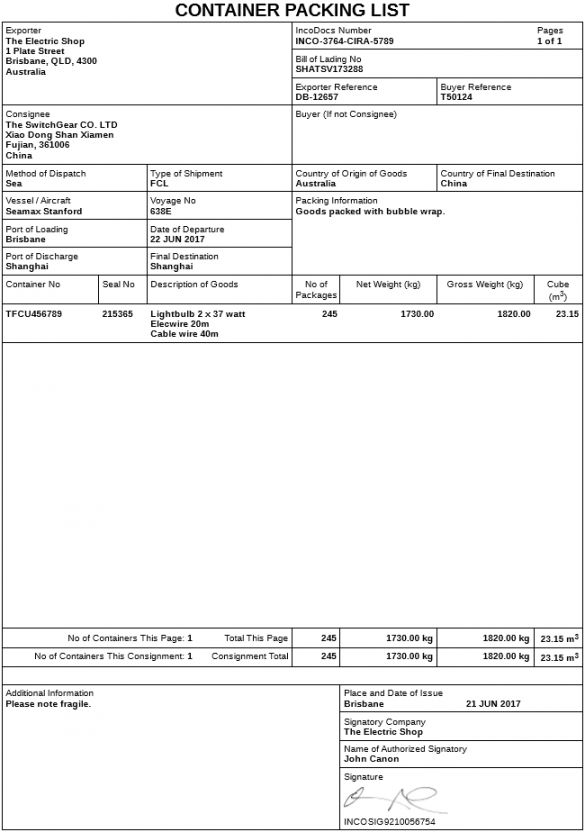 CONTAINER PACKING LIST
Exporter
The Electric Shop
1 Plate Street
Brisbane, QLD, 4300
Australia
IncoDocs Number
INCO-3764-CIRA-5789
Pages
1 of 1
Bill of Lading No
SHATSV173288
Exporter Reference
DB-12657
Buyer Reference
T50124
Consignee
The SwitchGear CO. LTD
Xiao Dong Shan Xiamen
Fujian, 361006
China
Buyer (If not Consignee)
Method of Dispatch
Sea
Type of Shipment
FCL
Country of Origin of Goods
Australia
Country of Final Destination
China
Vessel / Aircraft
Seamax Stanford
Voyage No
638E
Packing Information
Goods packed with bubble wrap.
Port of Loading
Brisbane
Date of Departure
22 JUN 2017
Port of Discharge
Shanghai
Final Destination
Shanghai
Container No Seal No Description of Goods No of Packages Net Weight (kg) Gross Weight (kg) Cube (m3)
TFCU456789 215365 Lightbulb 2 x 37 watt 245 1730.00 1820.00 23.15
Elecwire 20m
Cable wire 40m
No of Containers This Page: 1 Total This Page 245 1730.00 kg 1820.00 kg 23.15 m3
No of Containers This Consignment: 1 Consignment Total 245 1730.00 kg 1820.00 kg 23.15 m3
Additional Information
Please note fragile.
Place and Date of Issue
Brisbane 21 JUN 2017
Signatory Company
The Electric Shop
Name of Authorized Signatory
John Canon
Signature
INCOSIG9210056754